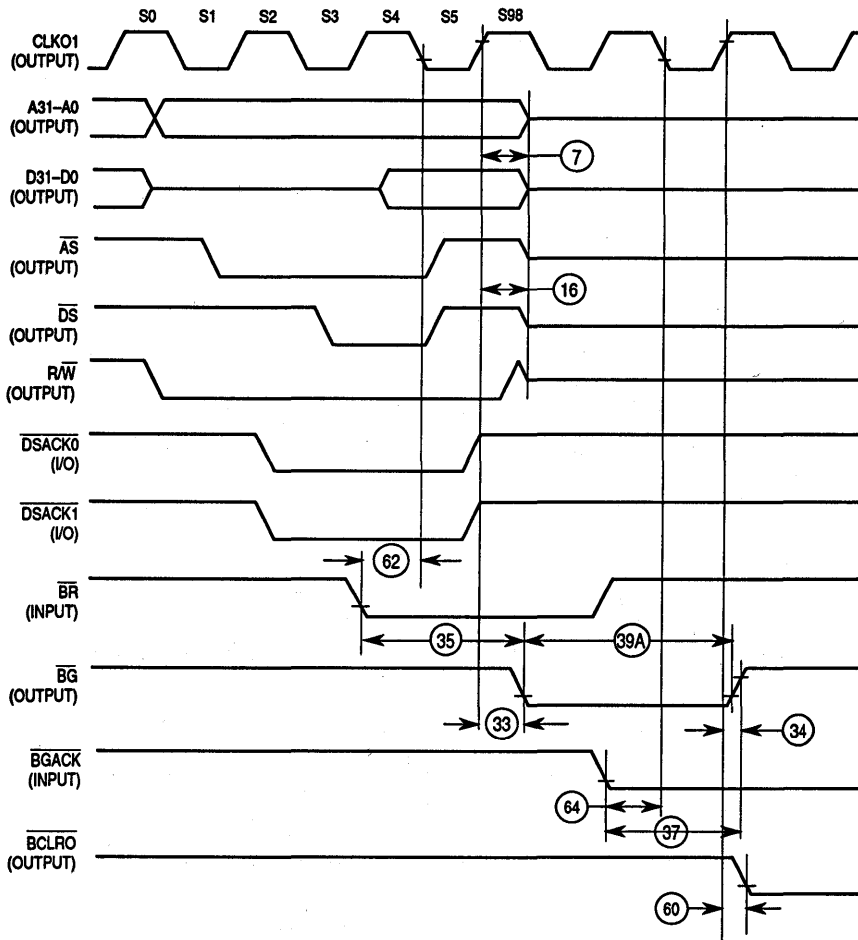 S0 S1 S2 S3 S4 S5 S98
CLKO1
(OUTPUT)
A31–A0
(OUTPUT)
7
D31–D0
(OUTPUT)
AS
(OUTPUT)
16
DS
(OUTPUT)
R/W
(OUTPUT)
DSACK0
(I/O)
DSACK1
(I/O)
62
BR
(INPUT)
35 39A
BG
(OUTPUT)
33 34
BGACK
(INPUT)
64 37
BCLRO
(OUTPUT)
60